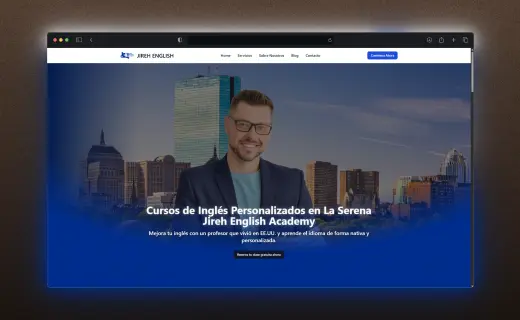 JIREH ENGLISH
Home Servicios Sobre Nosotros Blog Contacto
Comienza Ahora
Cursos de Inglés Personalizados en La Serena
Jireh English Academy
Mejora tu inglés con un profesor que vivió en EE.UU. y aprende el idioma de forma nativa y
personalizada.
Reserva tu clase gratuita ahora